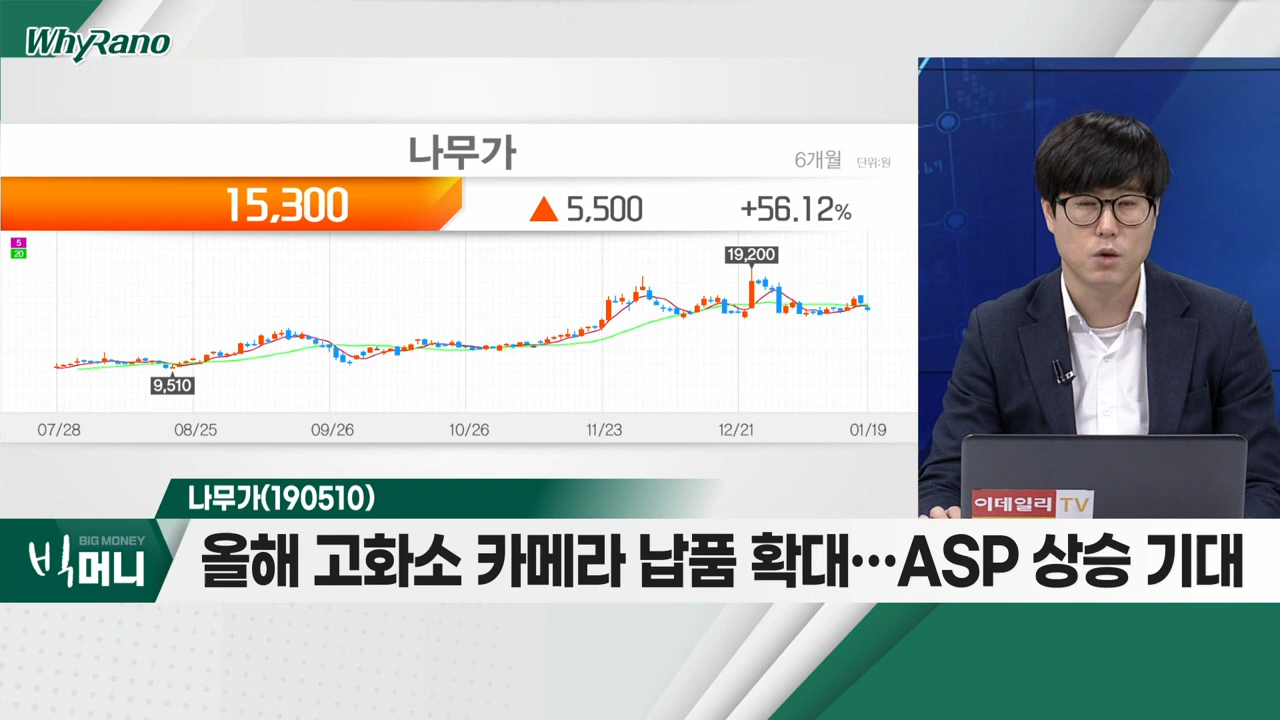 WhyRano
나무가
6개월 단위:원
15,300 ▲ 5,500 +56.12%
5
20
19,200
9,510
07/28 08/25 09/26 10/26 11/23 12/21 01/19
이데일리 TV
나무가(190510)
BIG MONEY
빅머니
올해 고화소 카메라 납품 확대…ASP 상승 기대